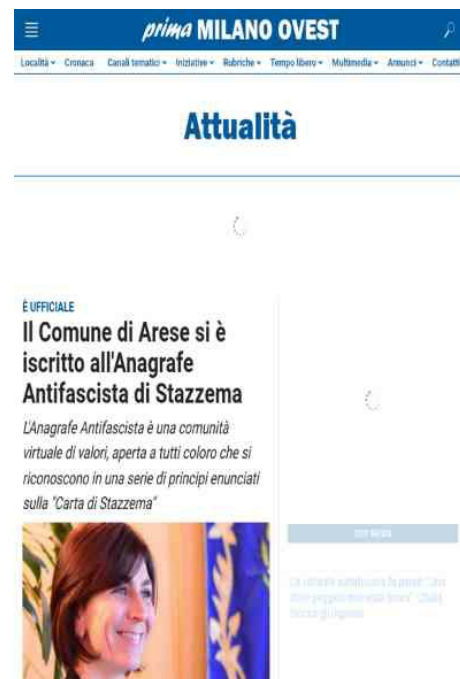 prima MILANO OVEST
Località Cronaca Canali tematici Iniziative Rubriche Tempo libero Multimedia Annunci Contatti
Attualità
È UFFICIALE
Il Comune di Arese si è
iscritto all'Anagrafe
Antifascista di Stazzema
L'Anagrafe Antifascista è una comunità
virtuale di valori, aperta a tutti coloro che si
riconoscono in una serie di principi enunciati
sulla "Carta di Stazzema"
TOP NEWS